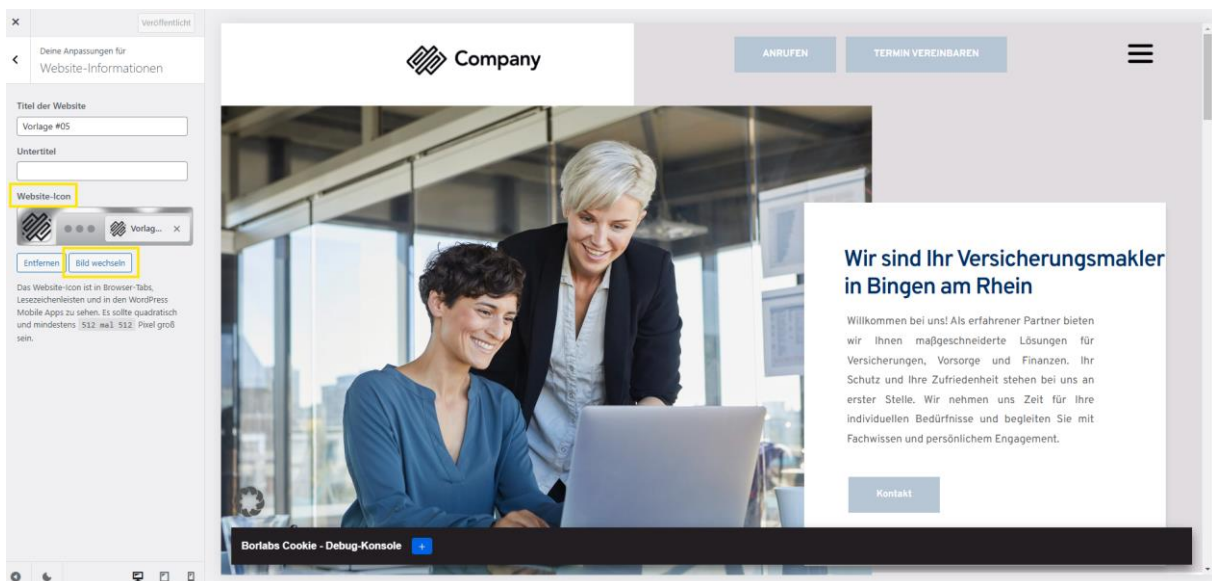 Veröffentlicht
Deine Anpassungen für
Website-Informationen
Titel der Website
Vorlage #05
Untertitel
Website-Icon
Vorlag...
Entfernen
Bild wechseln
Das Website-Icon ist in Browser-Tabs,
Lesezeichenleisten und in den WordPress
Mobile Apps zu sehen. Es sollte quadratisch
und mindestens 512 mal 512 Pixel groß
sein.
Company
ANRUFEN
TERMIN VEREINBAREN
Wir sind Ihr Versicherungsmakler
in Bingen am Rhein
Willkommen bei uns! Als erfahrener Partner bieten
wir Ihnen maßgeschneiderte Lösungen für
Versicherungen, Vorsorge und Finanzen. Ihr
Schutz und Ihre Zufriedenheit stehen bei uns an
erster Stelle. Wir nehmen uns Zeit für Ihre
individuellen Bedürfnisse und begleiten Sie mit
Fachwissen und persönlichem Engagement.
Kontakt
Borlabs Cookie - Debug-Konsole +